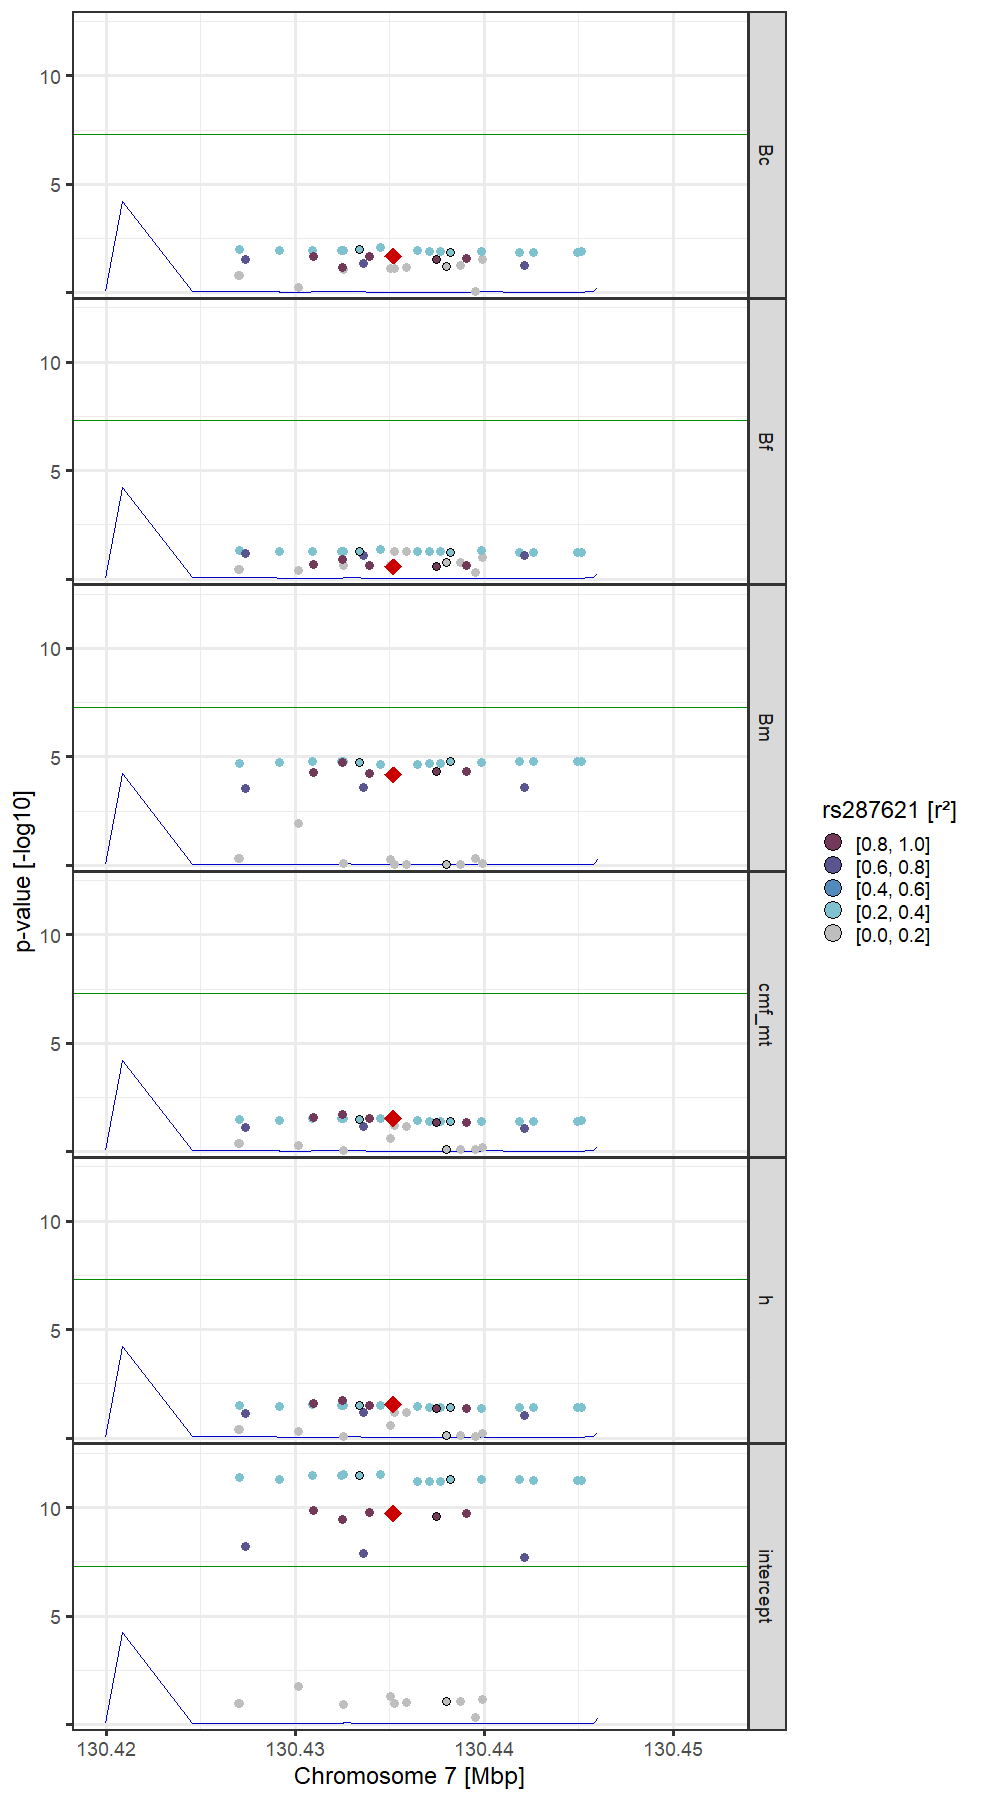 10
5
Bc
10
5
Bf
10
5
Bm
10
5
cmf_mt
10
5
h
10
5
intercept
p-value [-log10]
130.42
130.43
130.44
130.45
Chromosome 7 [Mbp]
rs287621 [r²]
[0.8, 1.0]
[0.6, 0.8]
[0.4, 0.6]
[0.2, 0.4]
[0.0, 0.2]